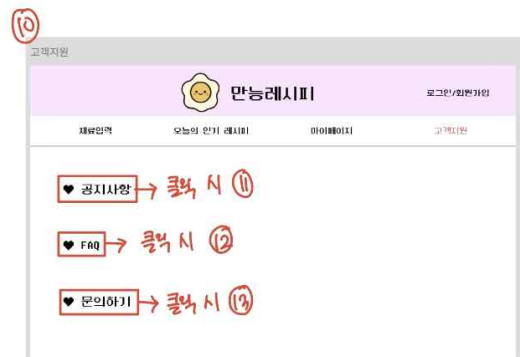 ⑩
고객지원
만능레시피 로그인/회원가입
재료입력 오늘의 인기 레시피 마이페이지 고객지원
♥ 공지사항 → 클릭 시 ⑪
♥ FAQ → 클릭 시 ⑫
♥ 문의하기 → 클릭 시 ⑬